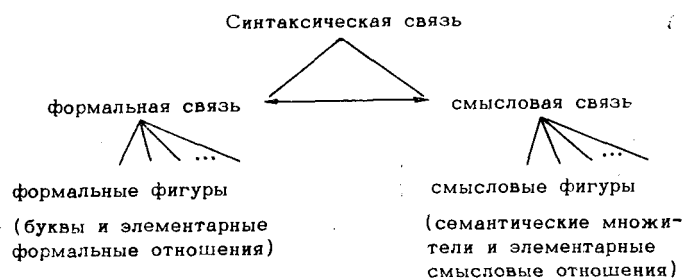 Синтаксическая связь
формальная связь
смысловая связь
...
...
формальные фигуры
смысловые фигуры
(буквы и элементарные
формальные отношения)
(семантические множи-
тели и элементарные
смысловые отношения)